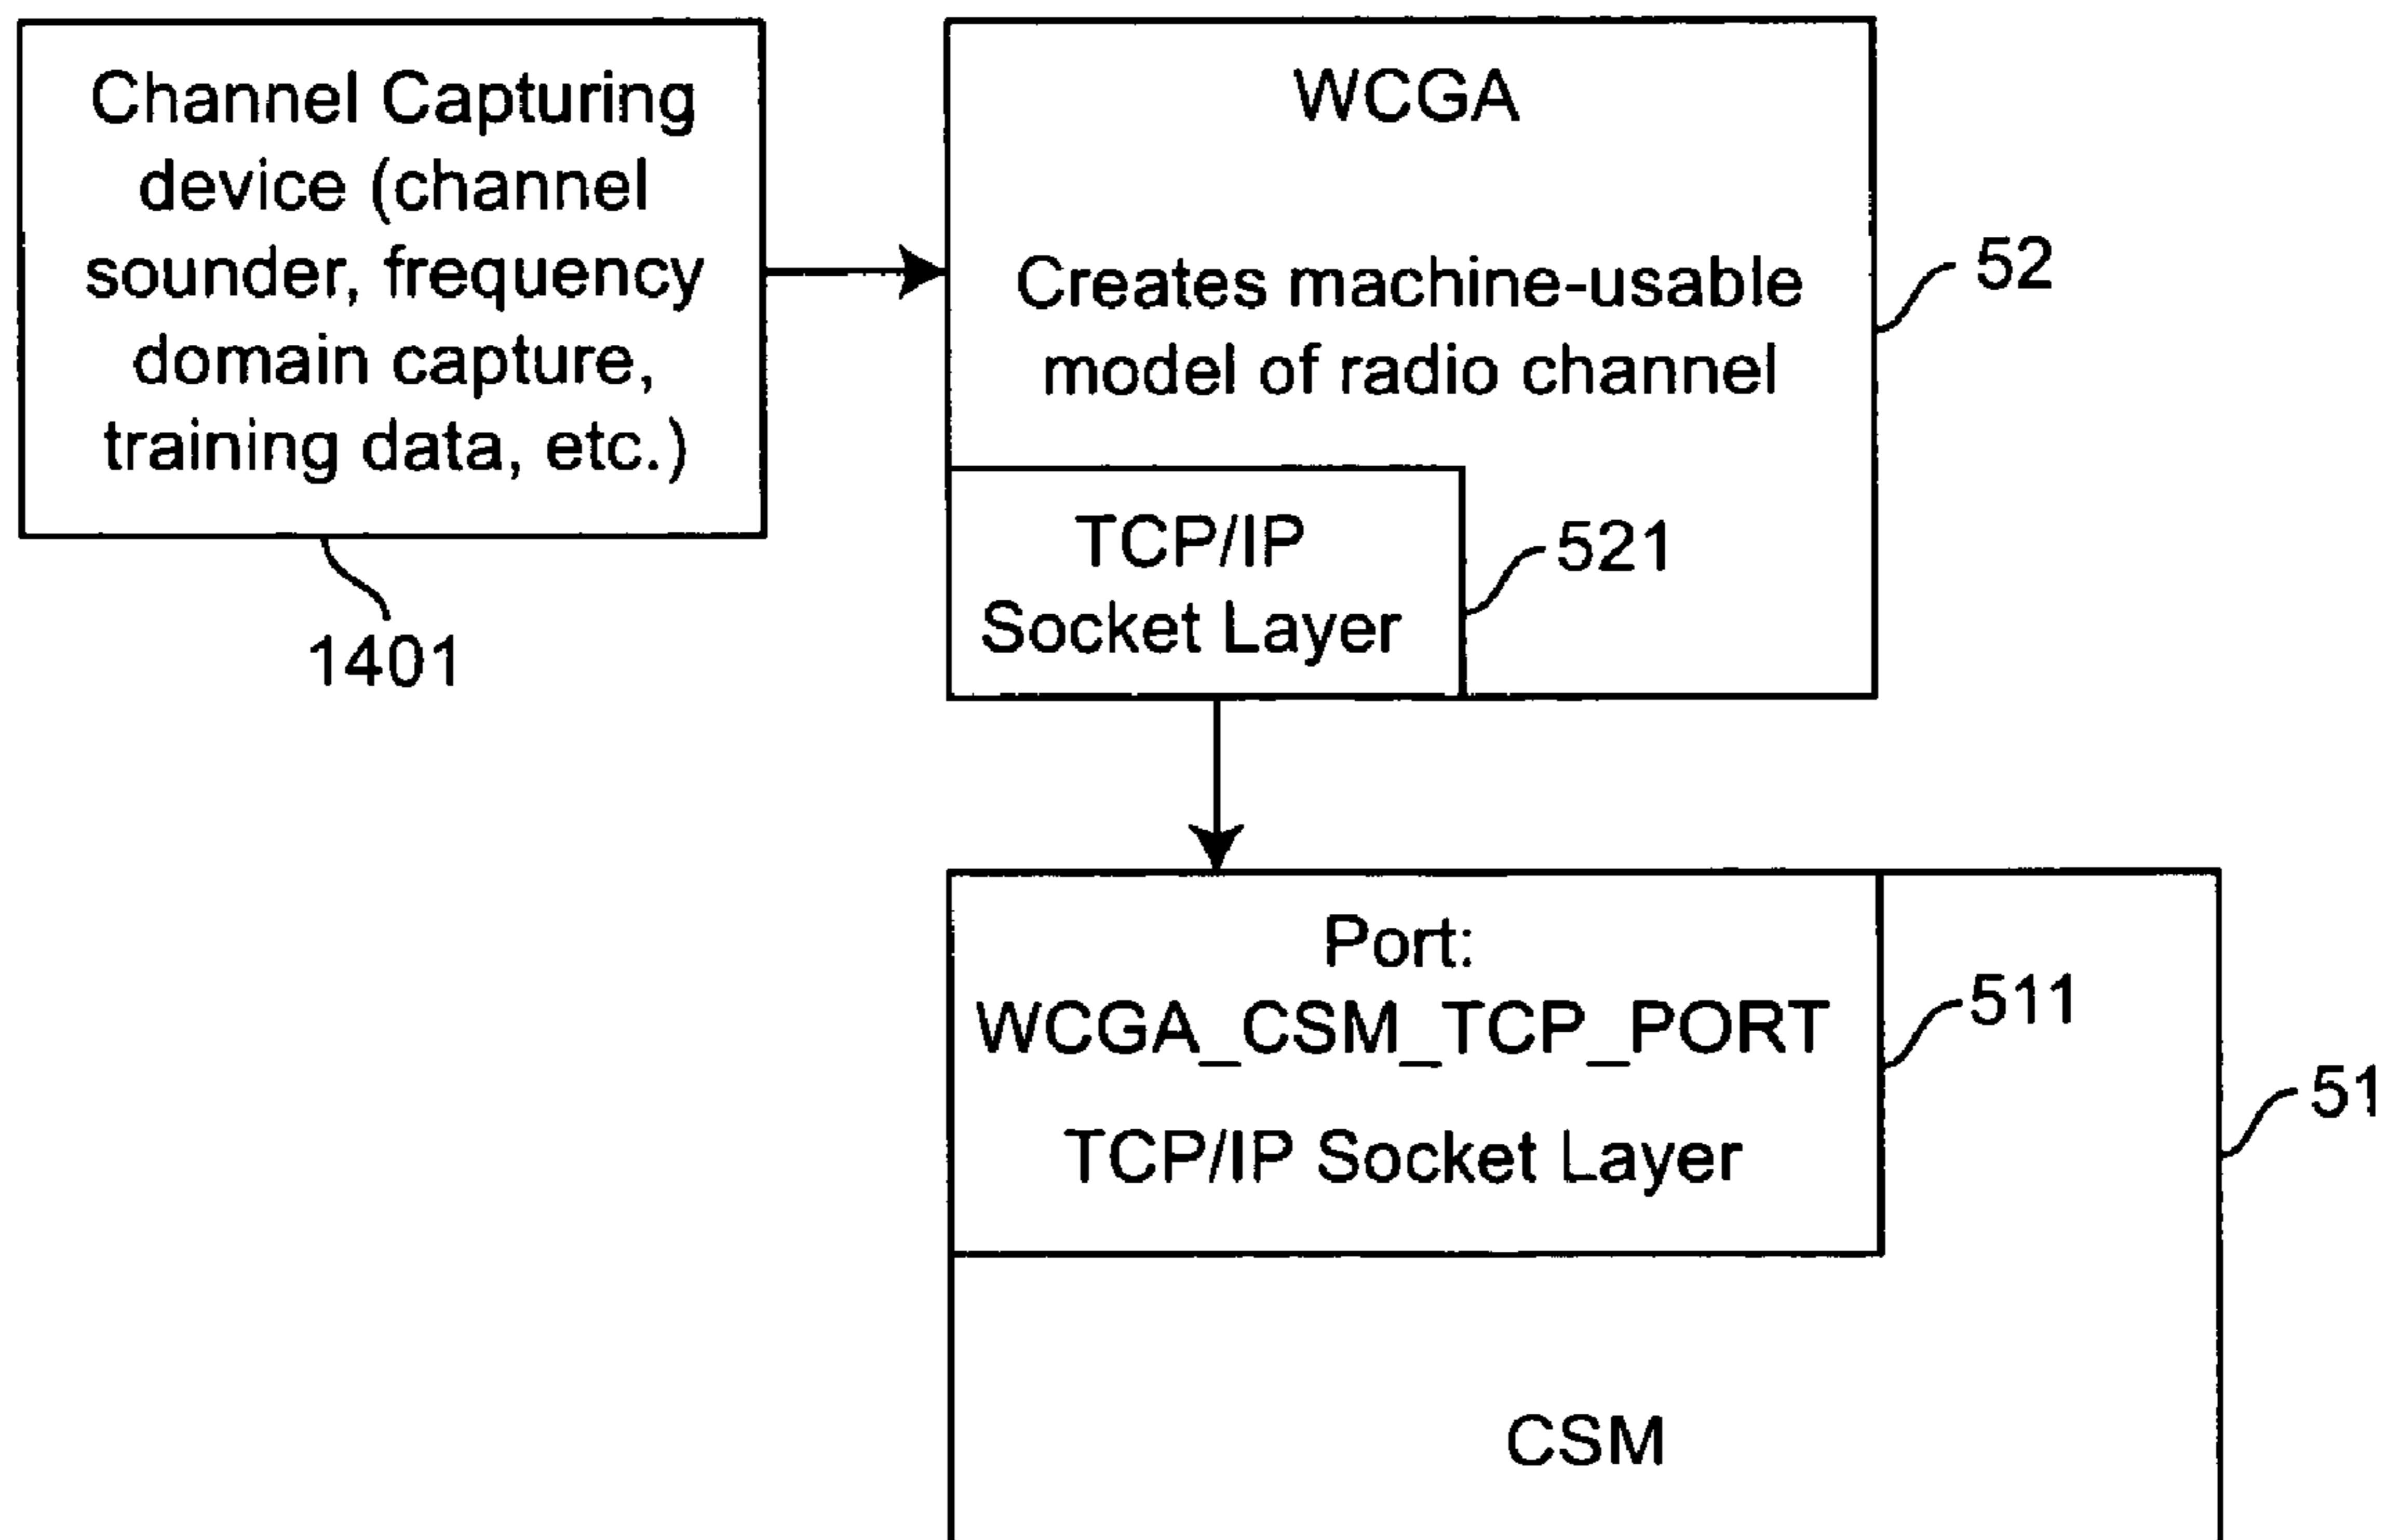 Channel Capturing
device (channel
sounder, frequency
domain capture,
training data, etc.)
1401
WCGA
Creates machine-usable
model of radio channel
52
TCP/IP
Socket Layer
521
Port:
WCGA_CSM_TCP_PORT
TCP/IP Socket Layer
511
51
CSM